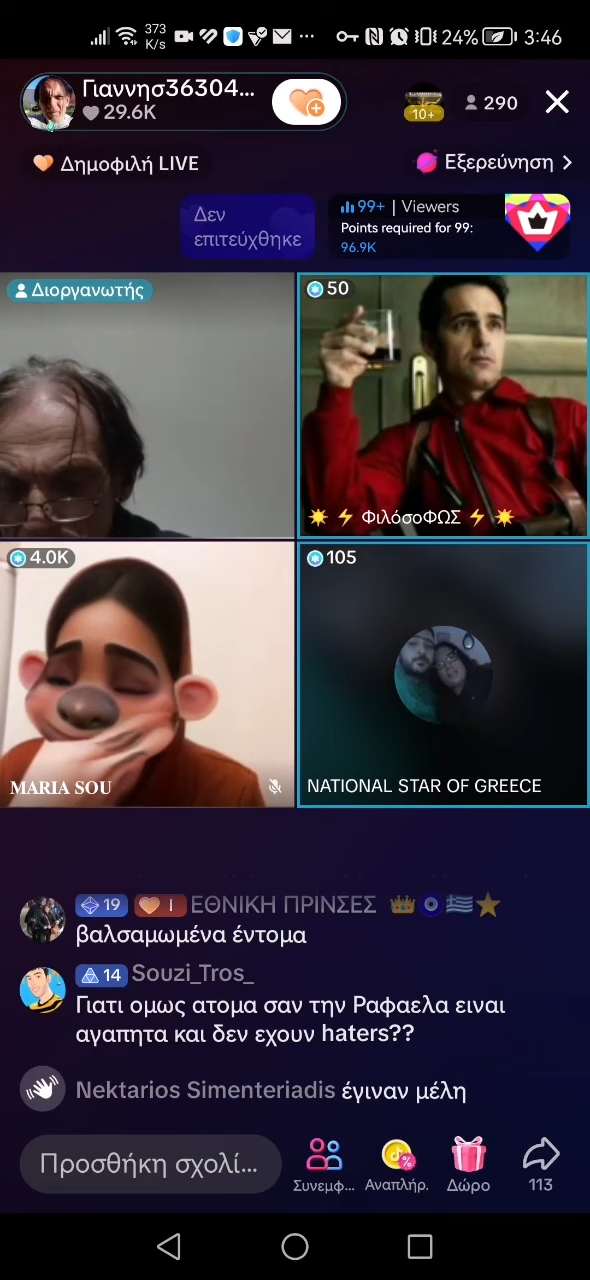 373
K/s
24%
3:46
Γιαννησ36304...
29.6K
10+
290
Δημοφιλή LIVE
Εξερεύνηση
Δεν
επιτεύχθηκε
99+ | Viewers
Points required for 99:
96.9K
Διοργανωτής
50
ΦιλόσοΦΩΣ
4.0K
105
MARIA SOU
NATIONAL STAR OF GREECE
19 I ΕΘΝΙΚΗ ΠΡΙΝΣΕΣ
βαλσαμωμένα έντομα
14 Souzi_Tros_
Γιατι ομως ατομα σαν την Ραφαελα ειναι
αγαπητα και δεν εχουν haters??
Nektarios Simenteriadis έγιναν μέλη
Προσθήκη σχολί...
Συνεμφ...
Αναπλήρ.
Δώρο
113